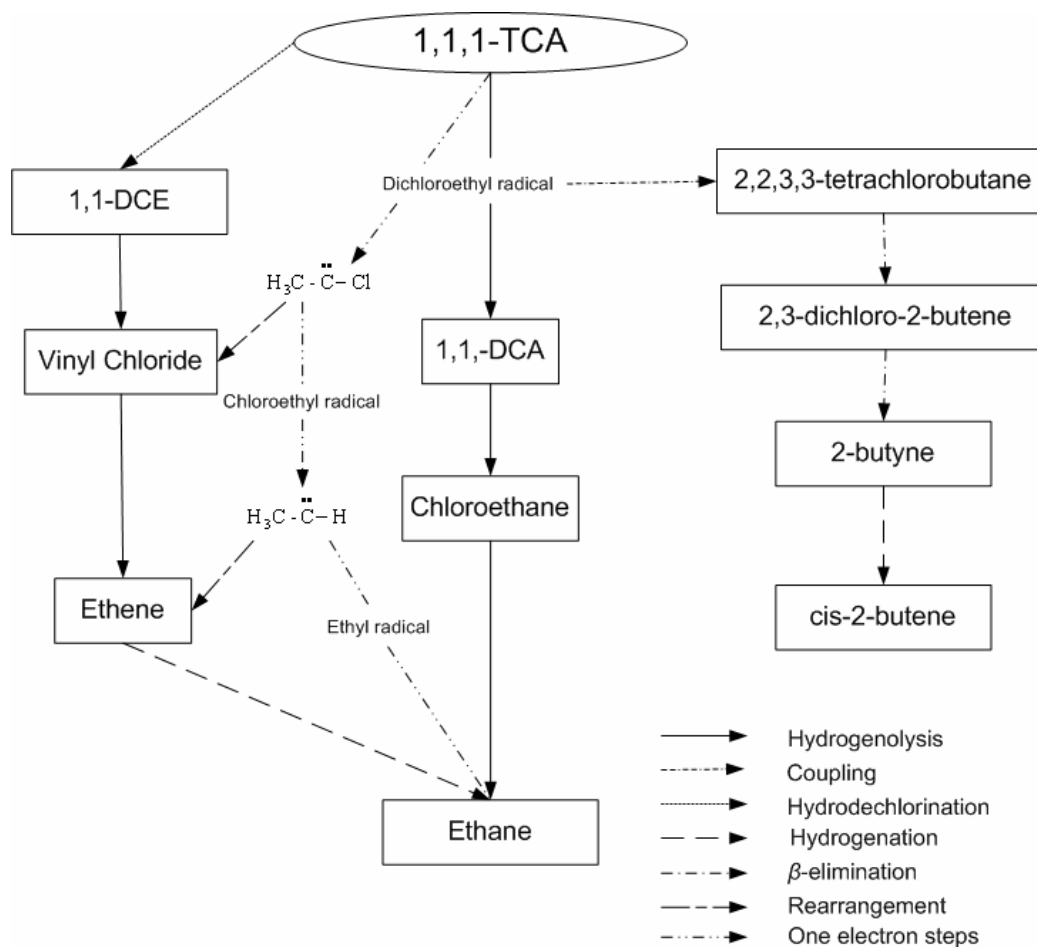 1,1,1-TCA
Dichloroethyl radical
1,1-DCE
2,2,3,3-tetrachlorobutane
H₃C - C̈ – Cl
2,3-dichloro-2-butene
Vinyl Chloride
1,1,-DCA
Chloroethyl radical
2-butyne
Chloroethane
H₃C - C̈ – H
Ethene
cis-2-butene
Ethyl radical
Ethane
Hydrogenolysis
Coupling
Hydrodechlorination
Hydrogenation
β-elimination
Rearrangement
One electron steps